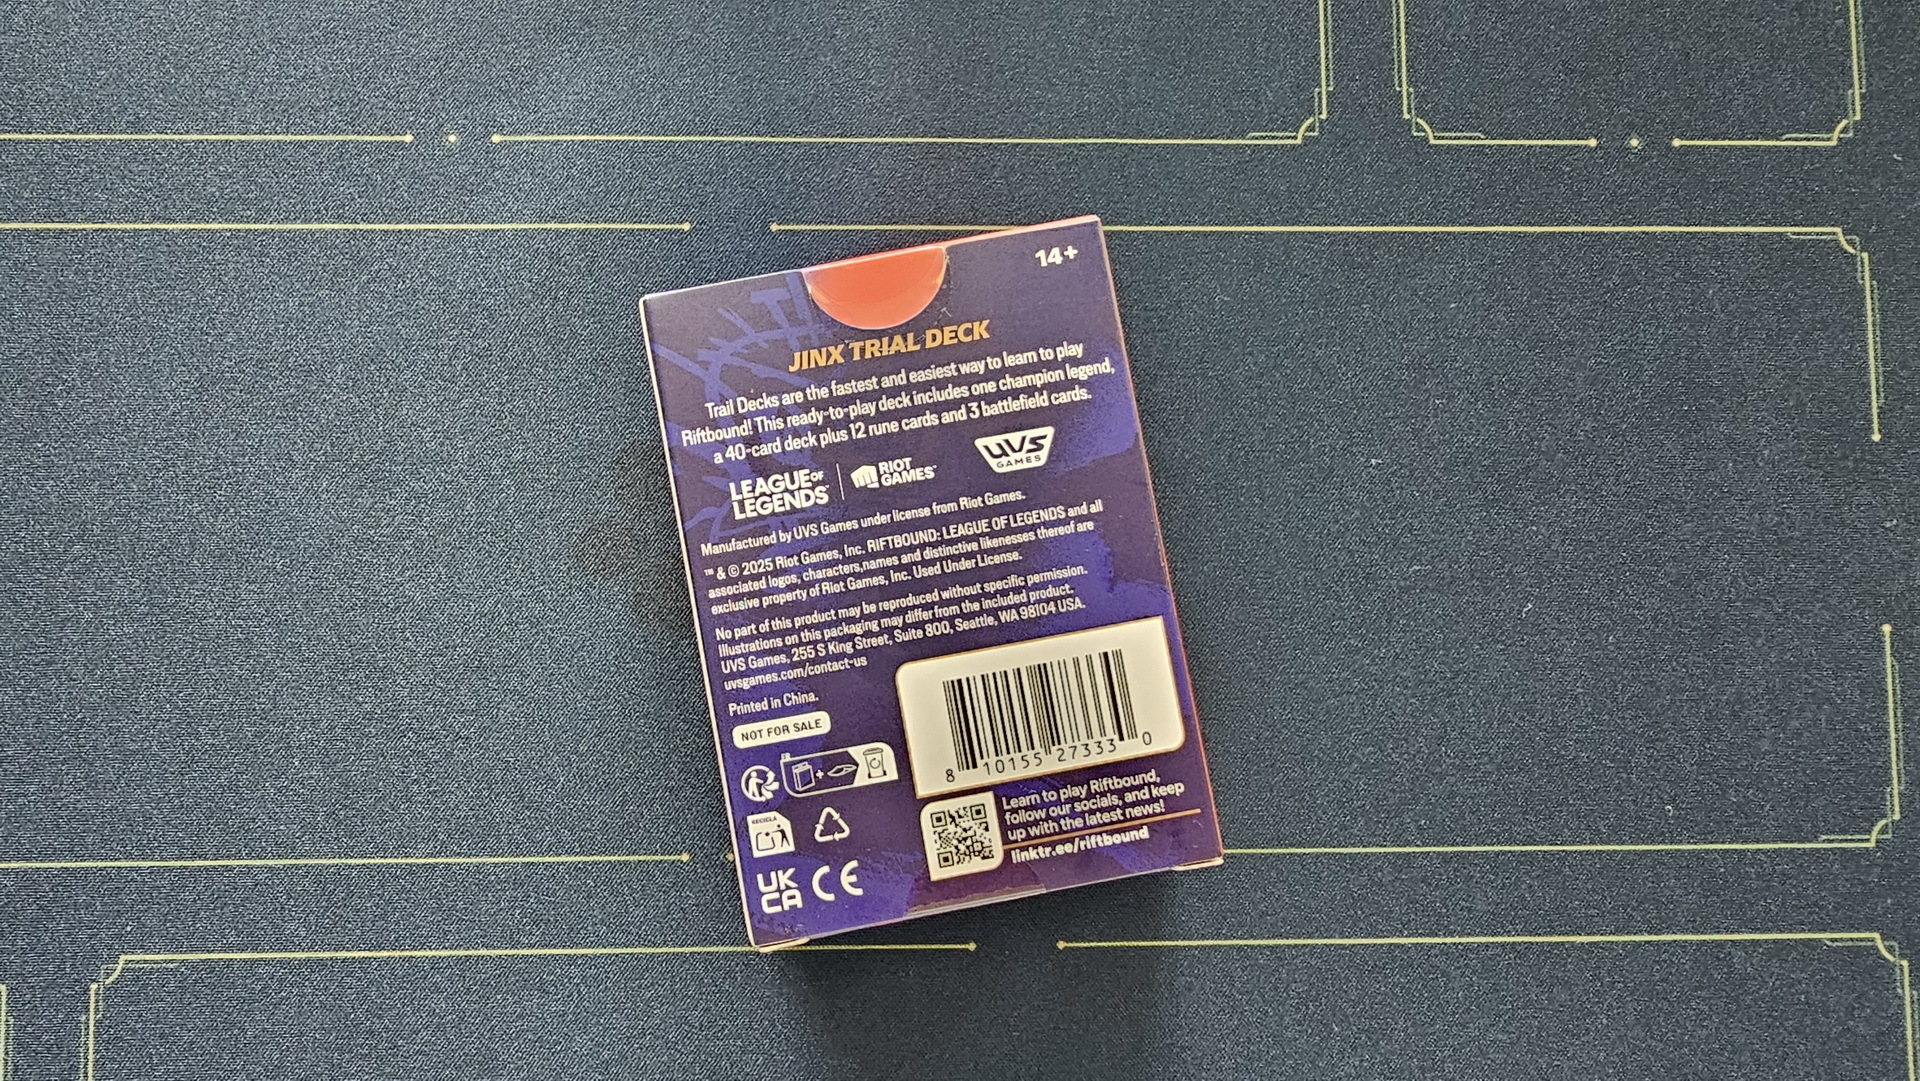 14+
JINX TRIAL DECK
Trail Decks are the fastest and easiest way to learn to play
Riftbound! This ready-to-play deck includes one champion legend,
a 40-card deck plus 12 rune cards and 3 battlefield cards.
LEAGUE OF
LEGENDS™
RIOT
GAMES™
UVS
GAMES
Manufactured by UVS Games under license from Riot Games.
™ & © 2025 Riot Games, Inc. RIFTBOUND: LEAGUE OF LEGENDS and all
associated logos, characters,names and distinctive likenesses thereof are
exclusive property of Riot Games, Inc. Used Under License.
No part of this product may be reproduced without specific permission.
Illustrations on this packaging may differ from the included product.
UVS Games, 255 S King Street, Suite 800, Seattle, WA 98104 USA.
uvsgames.com/contact-us
Printed in China.
NOT FOR SALE
8 10155 27333 0
RECICLA
Learn to play Riftbound,
follow our socials, and keep
up with the latest news!
linktr.ee/riftbound
UK
CA
CE